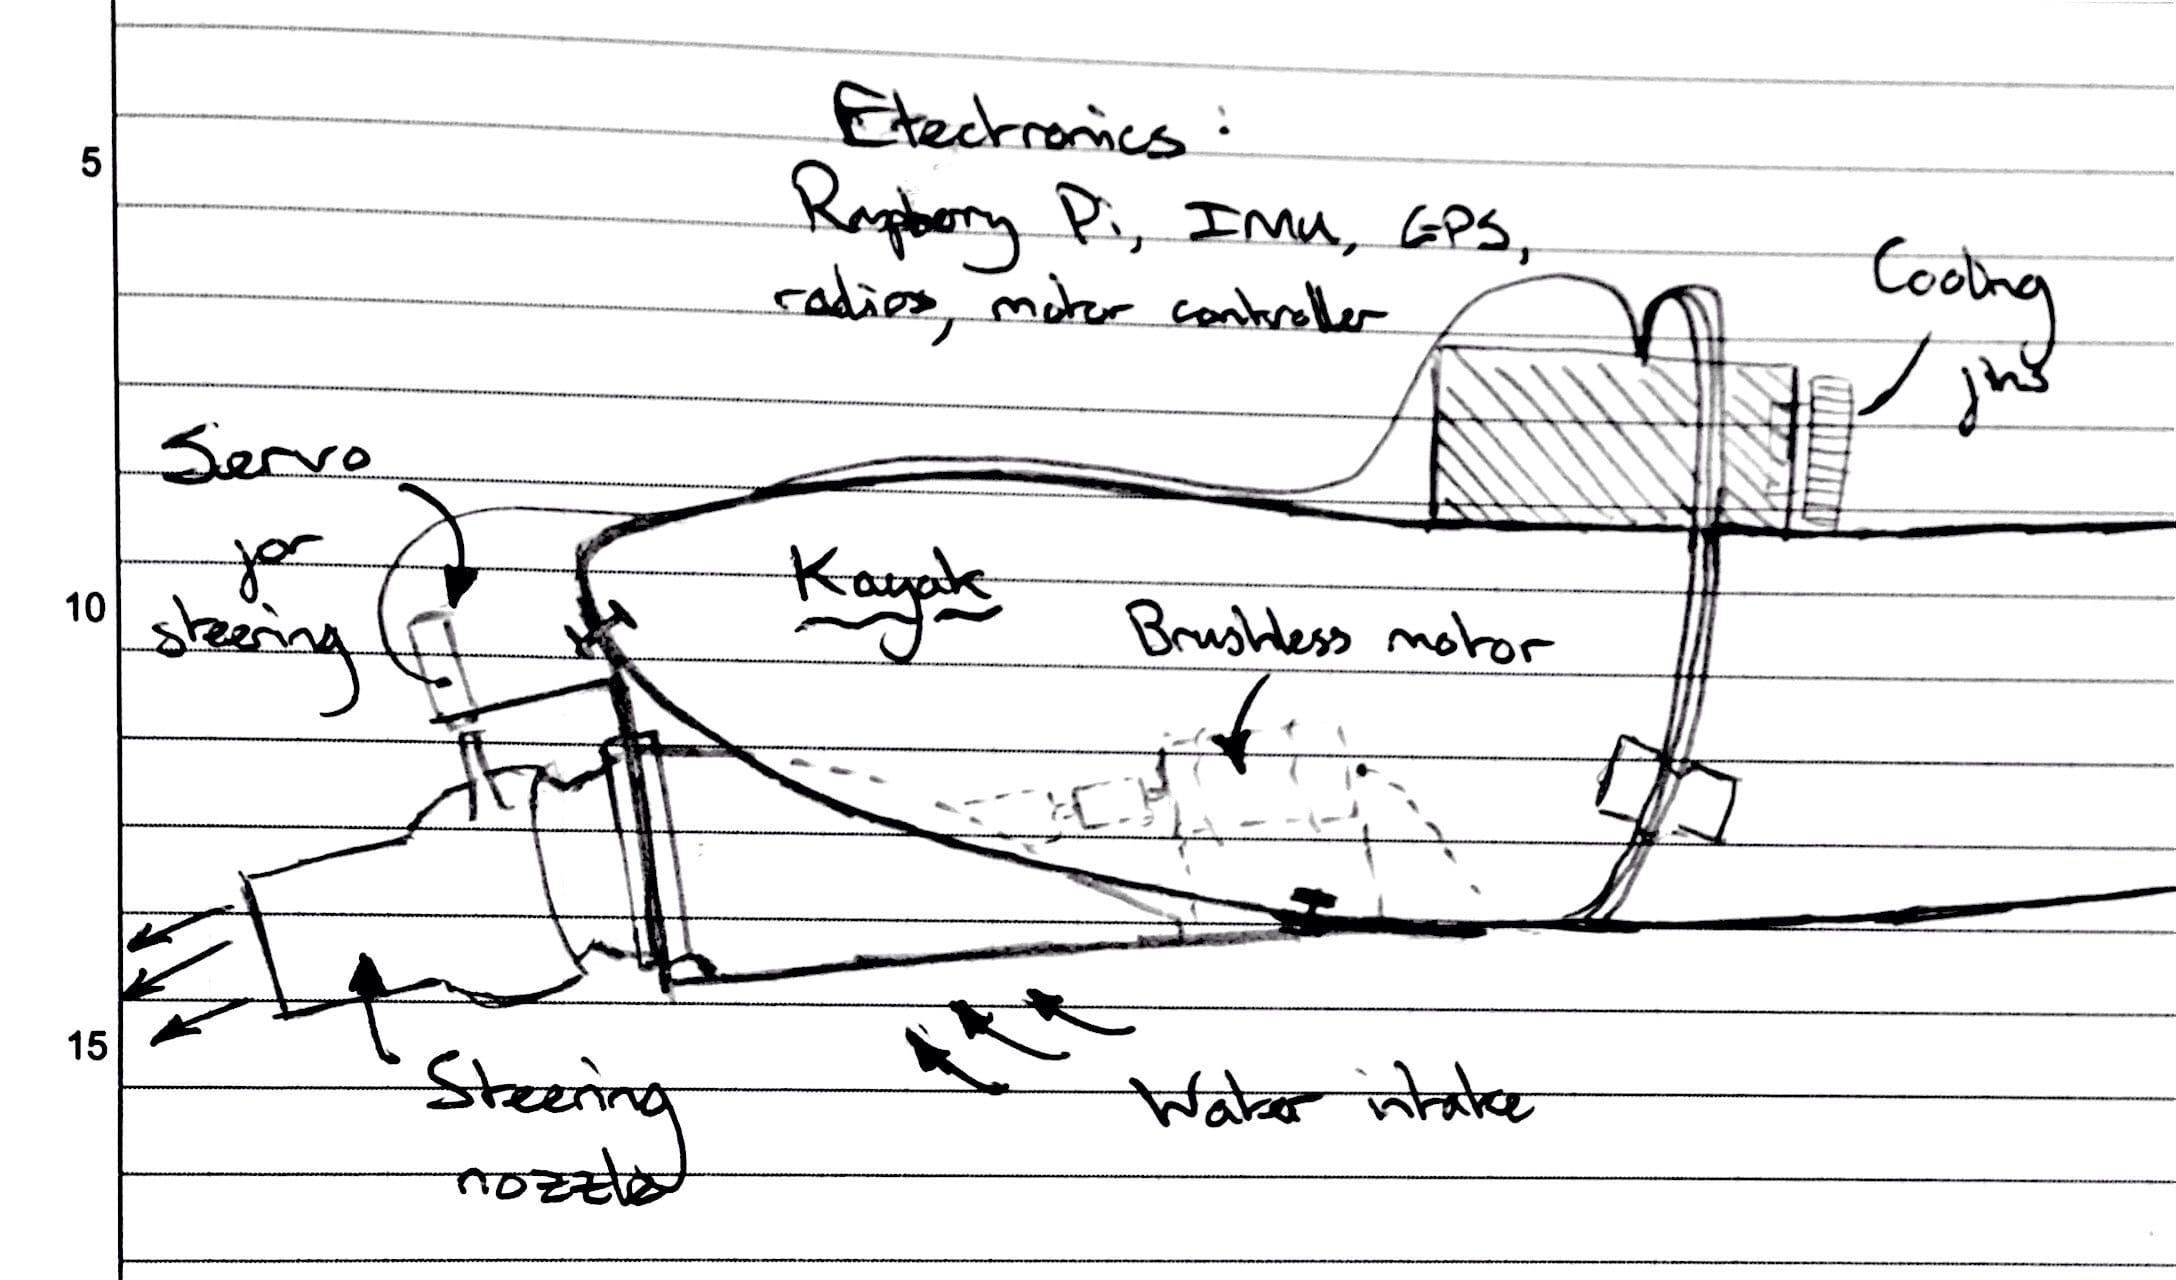 Electronics:
Raspberry Pi, IMU, GPS,
radios, motor controller
Cooling
fins
5
Servo
for
steering
Kayak
10
Brushless motor
15
Steering
nozzle
Water intake